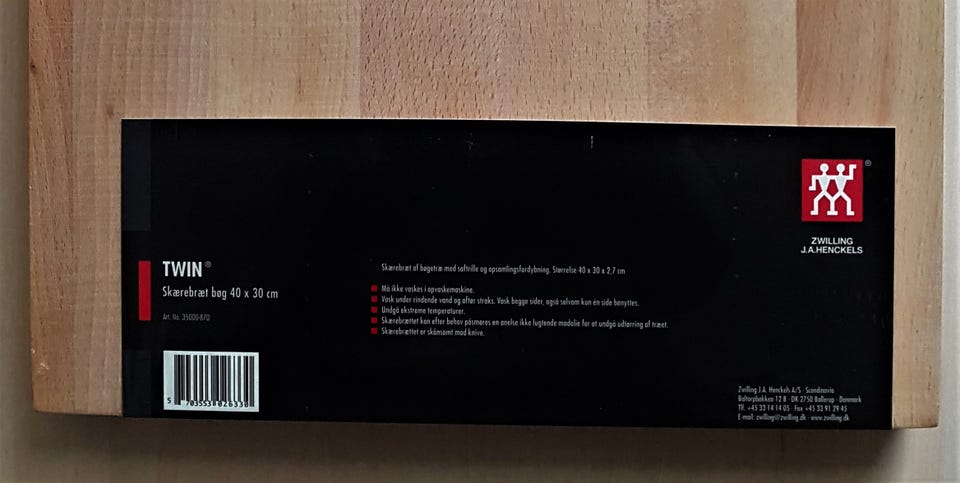 ZWILLING
J.A.HENCKELS
TWIN®
Skærebræt bøg 40 x 30 cm
Art. No. 35000-870
Skærebræt af bøgetræ med saftrille og opsamlingsfordybning. Størrelse 40 x 30 x 2,7 cm
Må ikke vaskes i opvaskemaskine.
Vask under rindende vand og aftør straks. Vask begge sider, også selvom kun én side benyttes.
Undgå ekstreme temperaturer.
Skærebrættet kan efter behov påsmøres en anelse ikke lugtende madolie for at undgå udtørring af træet.
Skærebrættet er skånsomt mod knive.
5 703553 026330
Zwilling J.A. Henckels A/S · Scandinavia
Baltorpbakken 12 B · DK 2750 Ballerup · Danmark
Tlf. +45 33 14 14 05 · Fax +45 33 91 29 45
E-mail: zwilling@zwilling.dk · www.zwilling.dk